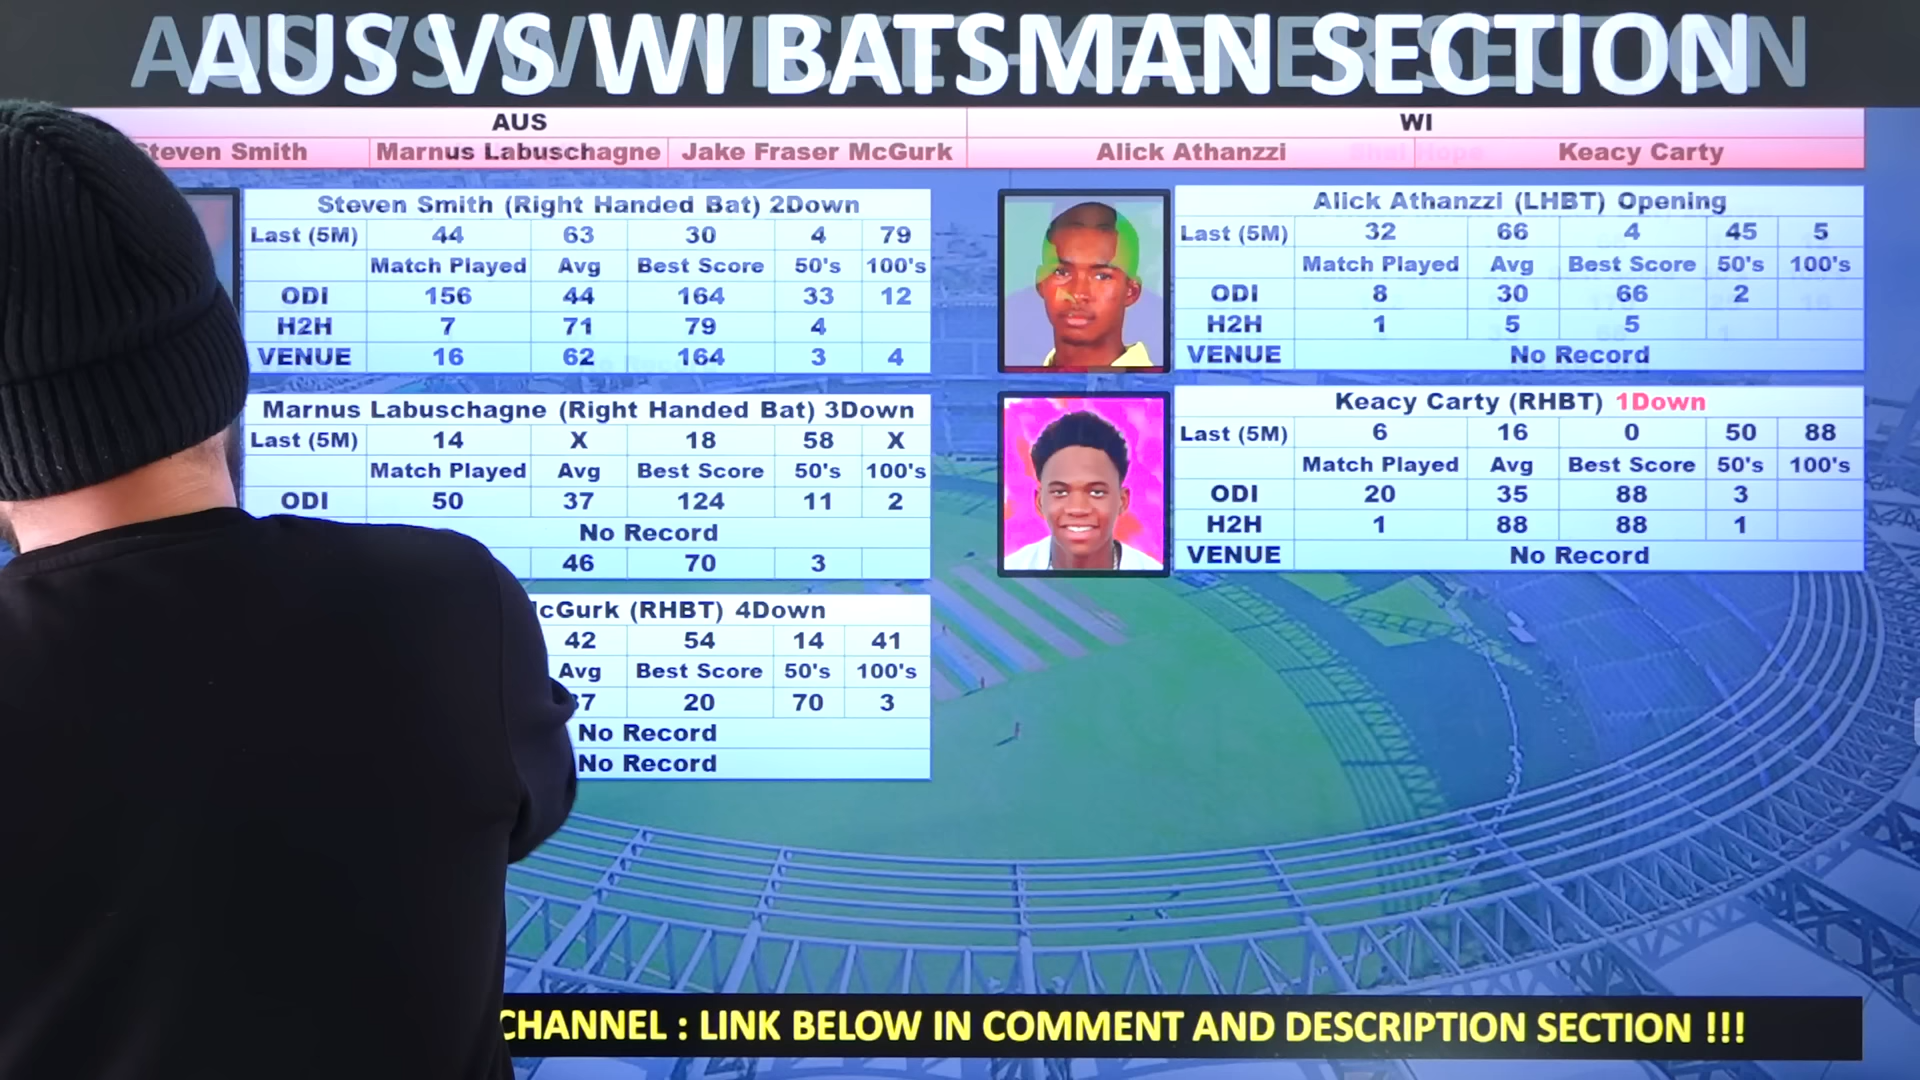 AUS VS WI BATSMAN SECTION
AUS WI
Steven Smith Marnus Labuschagne Jake Fraser McGurk Alick Athanzzi Keacy Carty
Steven Smith (Right Handed Bat) 2Down
Last (5M) 44 63 30 4 79
Match Played Avg Best Score 50's 100's
ODI 156 44 164 33 12
H2H 7 71 79 4
VENUE 16 62 164 3 4
Marnus Labuschagne (Right Handed Bat) 3Down
Last (5M) 14 X 18 58 X
Match Played Avg Best Score 50's 100's
ODI 50 37 124 11 2
No Record
46 70 3
McGurk (RHBT) 4Down
42 54 14 41
Avg Best Score 50's 100's
37 20 70 3
No Record
No Record
Alick Athanzzi (LHBT) Opening
Last (5M) 32 66 4 45 5
Match Played Avg Best Score 50's 100's
ODI 8 30 66 2
H2H 1 5 5
VENUE No Record
Keacy Carty (RHBT) 1Down
Last (5M) 6 16 0 50 88
Match Played Avg Best Score 50's 100's
ODI 20 35 88 3
H2H 1 88 88 1
VENUE No Record
CHANNEL : LINK BELOW IN COMMENT AND DESCRIPTION SECTION !!!